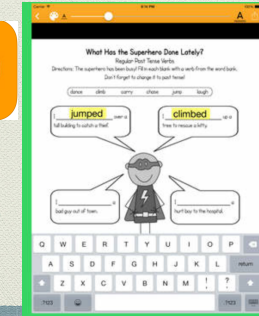 What Has the Superhero Done Lately?
Regular Past Tense Verbs
Directions: The superhero has been busy! Fill in each blank with a verb from the word bank.
Don't forget to change it to past tense!
dance climb carry chase jump laugh
I jumped over a
tall building to catch a thief.
I climbed up a
tree to rescue a kitty.
I a
bad guy out of town.
I a
hurt boy to the hospital.
Q W E R T Y U I O P
A S D F G H J K L return
Z X C V B N M ! ?
.?123 .?123